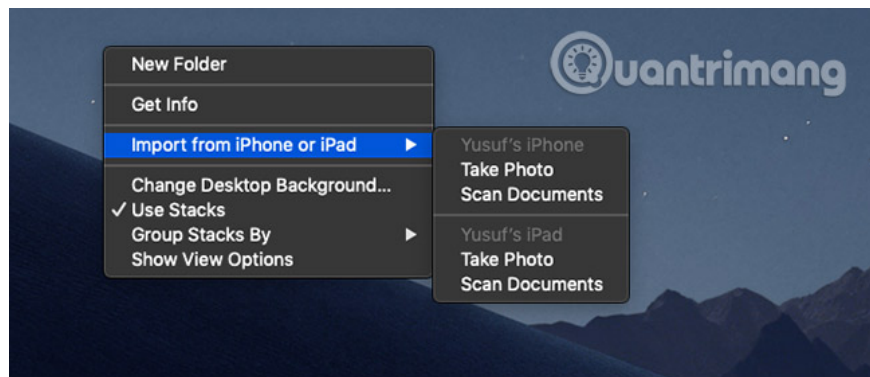 Quantrimang
New Folder
Get Info
Import from iPhone or iPad
Change Desktop Background...
✓ Use Stacks
Group Stacks By
Show View Options
Yusuf's iPhone
Take Photo
Scan Documents
Yusuf's iPad
Take Photo
Scan Documents